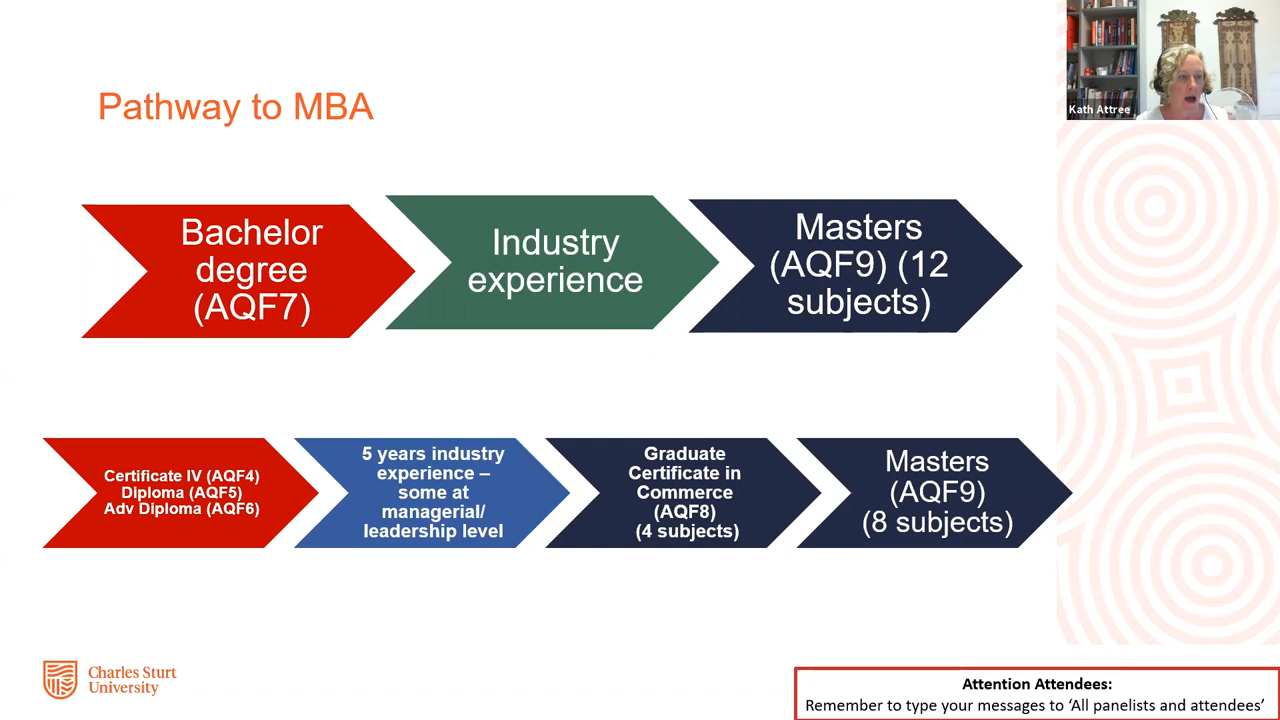 Pathway to MBA
Kath Attree
Bachelor
degree
(AQF7)
Industry
experience
Masters
(AQF9) (12
subjects)
Certificate IV (AQF4)
Diploma (AQF5)
Adv Diploma (AQF6)
5 years industry
experience –
some at
managerial/
leadership level
Graduate
Certificate in
Commerce
(AQF8)
(4 subjects)
Masters
(AQF9)
(8 subjects)
Charles Sturt
University
Attention Attendees:
Remember to type your messages to ‘All panelists and attendees’